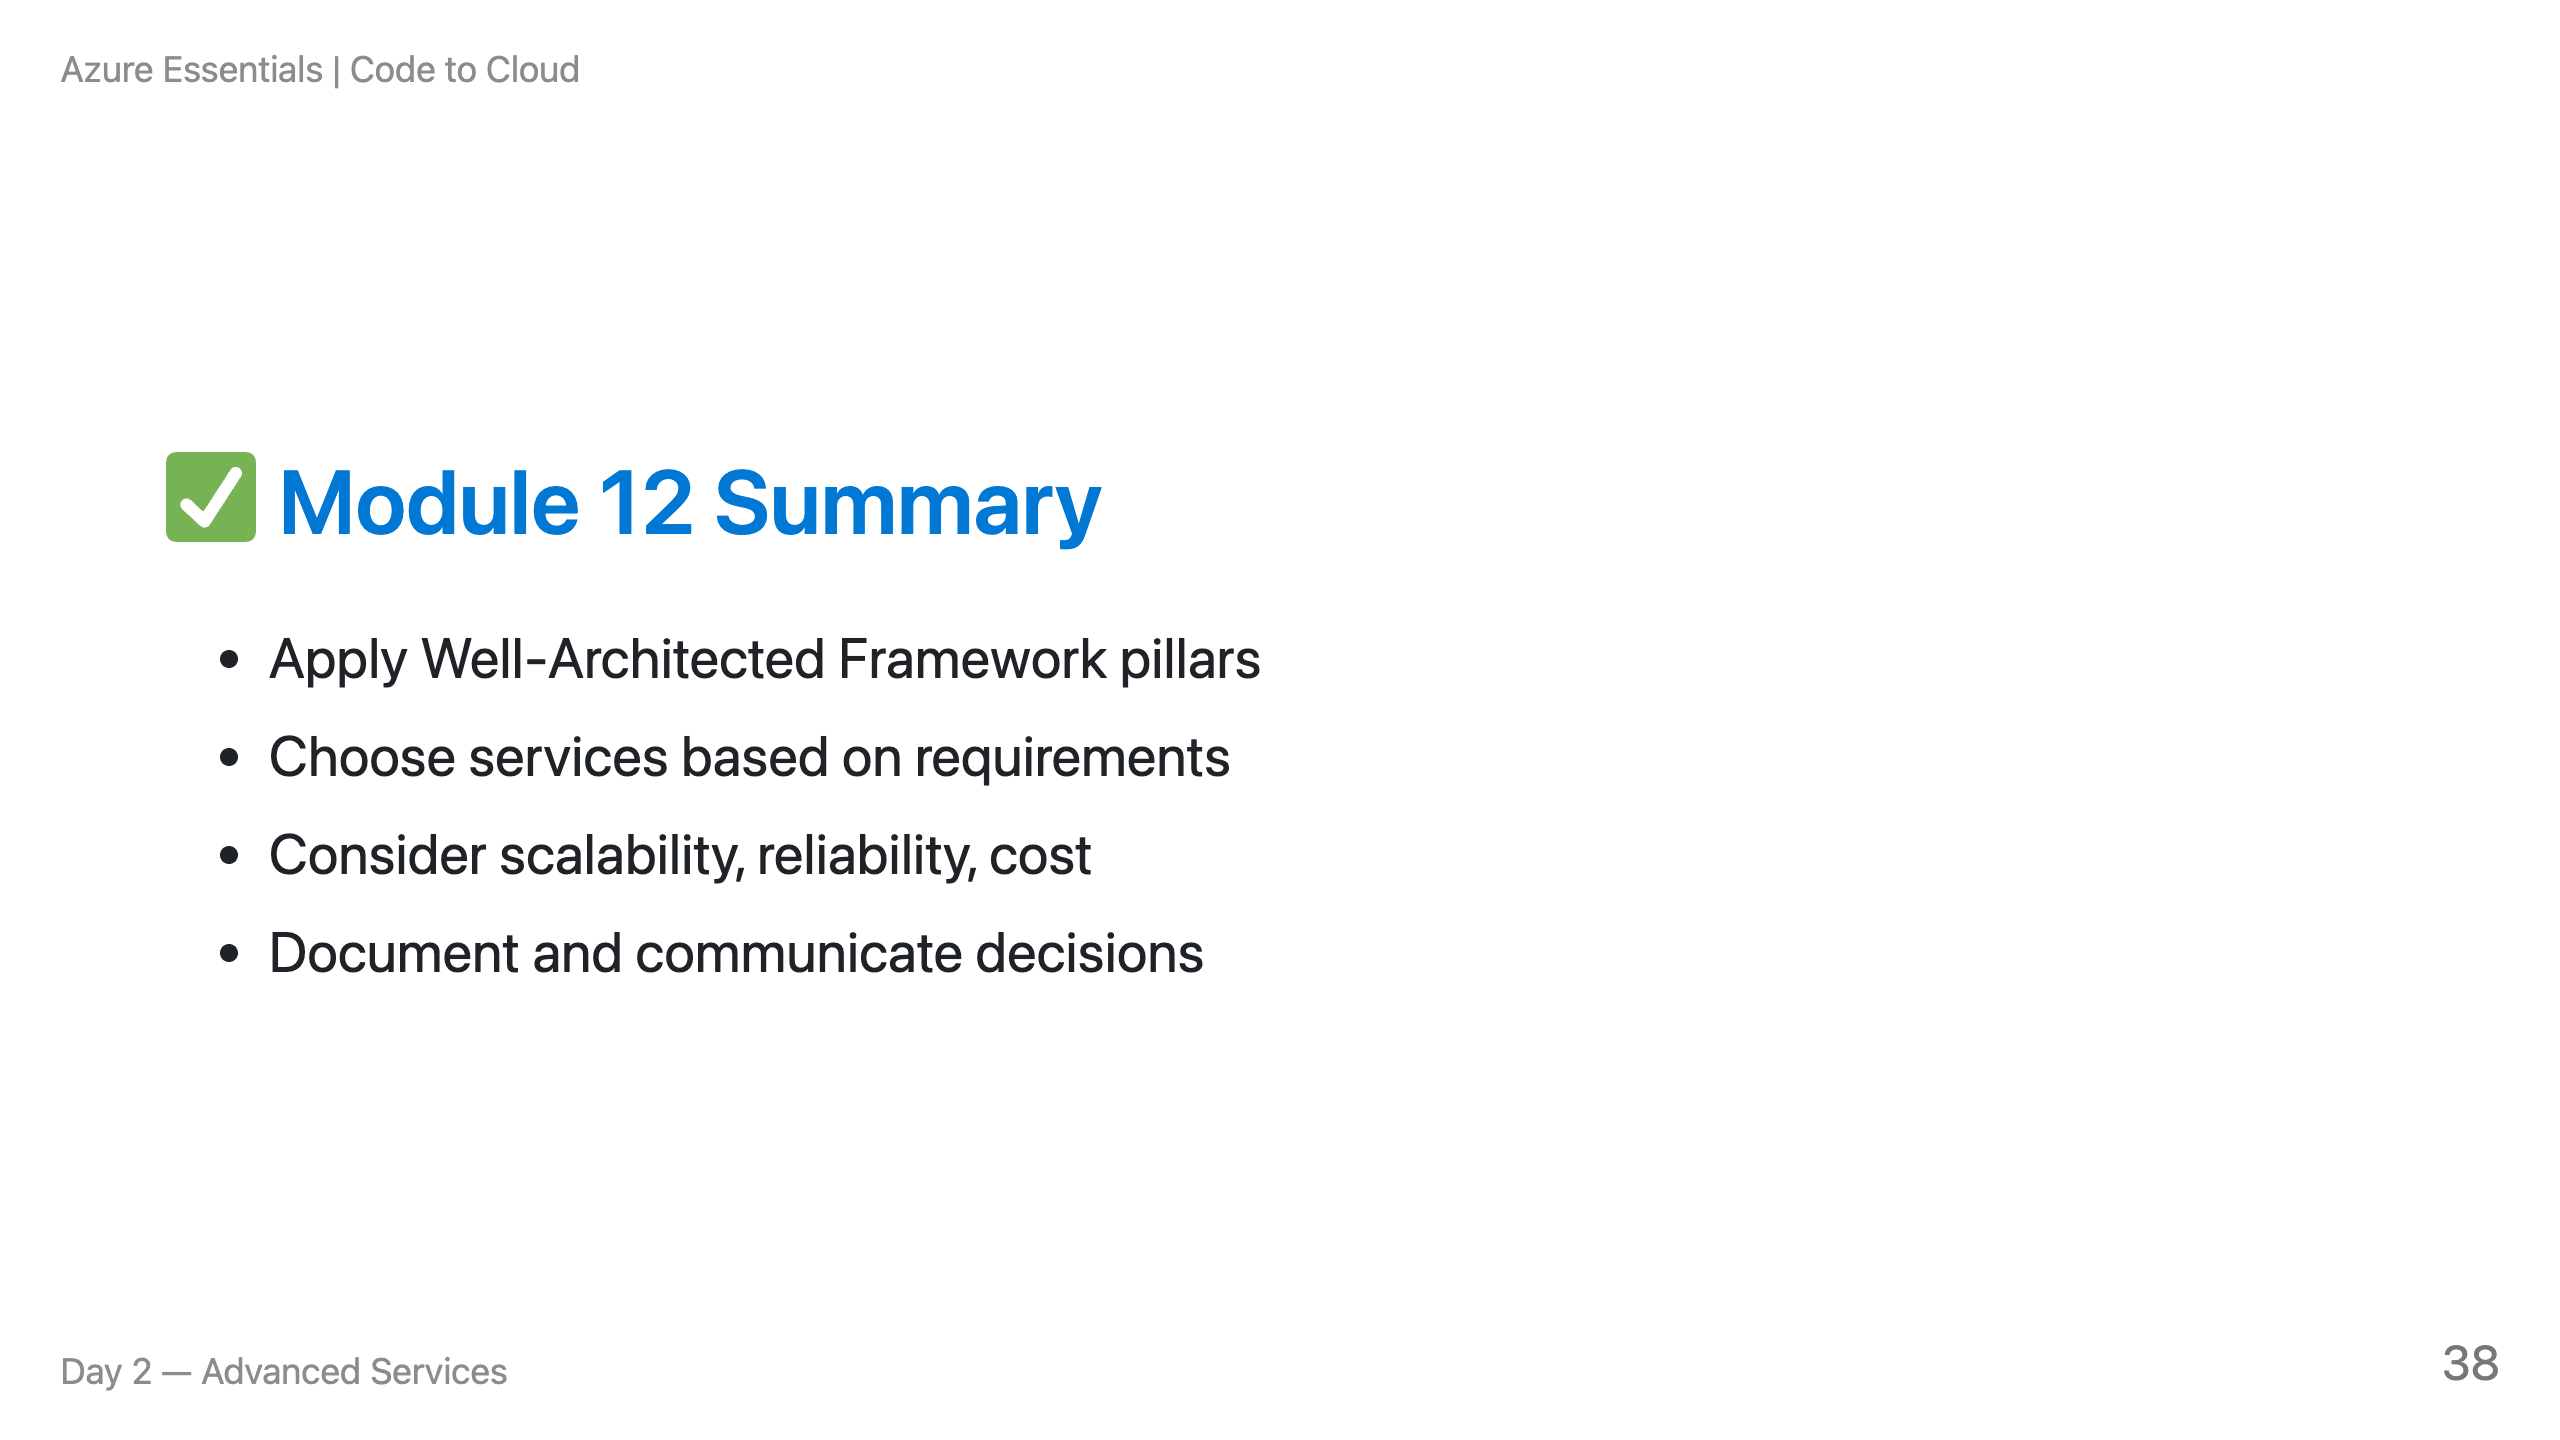 Azure Essentials | Code to Cloud
✅ Module 12 Summary
• Apply Well-Architected Framework pillars
• Choose services based on requirements
• Consider scalability, reliability, cost
• Document and communicate decisions
Day 2 — Advanced Services
38